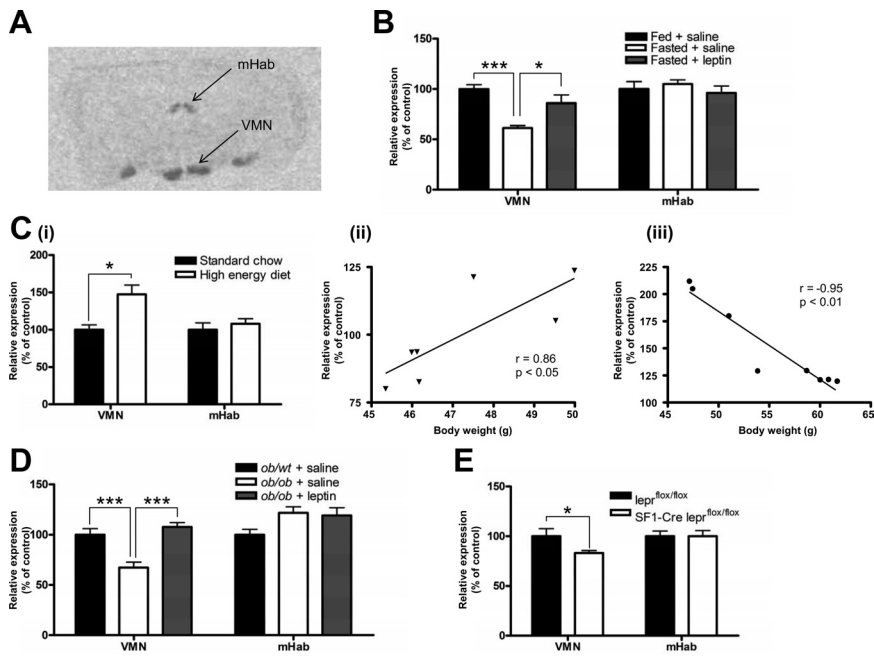 A
mHab
VMN
B
Fed + saline
Fasted + saline
Fasted + leptin
***
*
Relative expression
(% of control)
150
100
50
0
VMN
mHab
C (i)
Standard chow
High energy diet
*
Relative expression
(% of control)
200
150
100
50
0
VMN
mHab
(ii)
Relative expression
(% of control)
125
100
75
r = 0.86
p < 0.05
45 46 47 48 49 50
Body weight (g)
(iii)
Relative expression
(% of control)
225
200
175
150
125
100
r = -0.95
p < 0.01
45 50 55 60 65
Body weight (g)
D
ob/wt + saline
ob/ob + saline
ob/ob + leptin
*** ***
Relative expression
(% of control)
200
150
100
50
0
VMN
mHab
E
lepr^flox/flox
SF1-Cre lepr^flox/flox
*
Relative expression
(% of control)
150
100
50
0
VMN
mHab